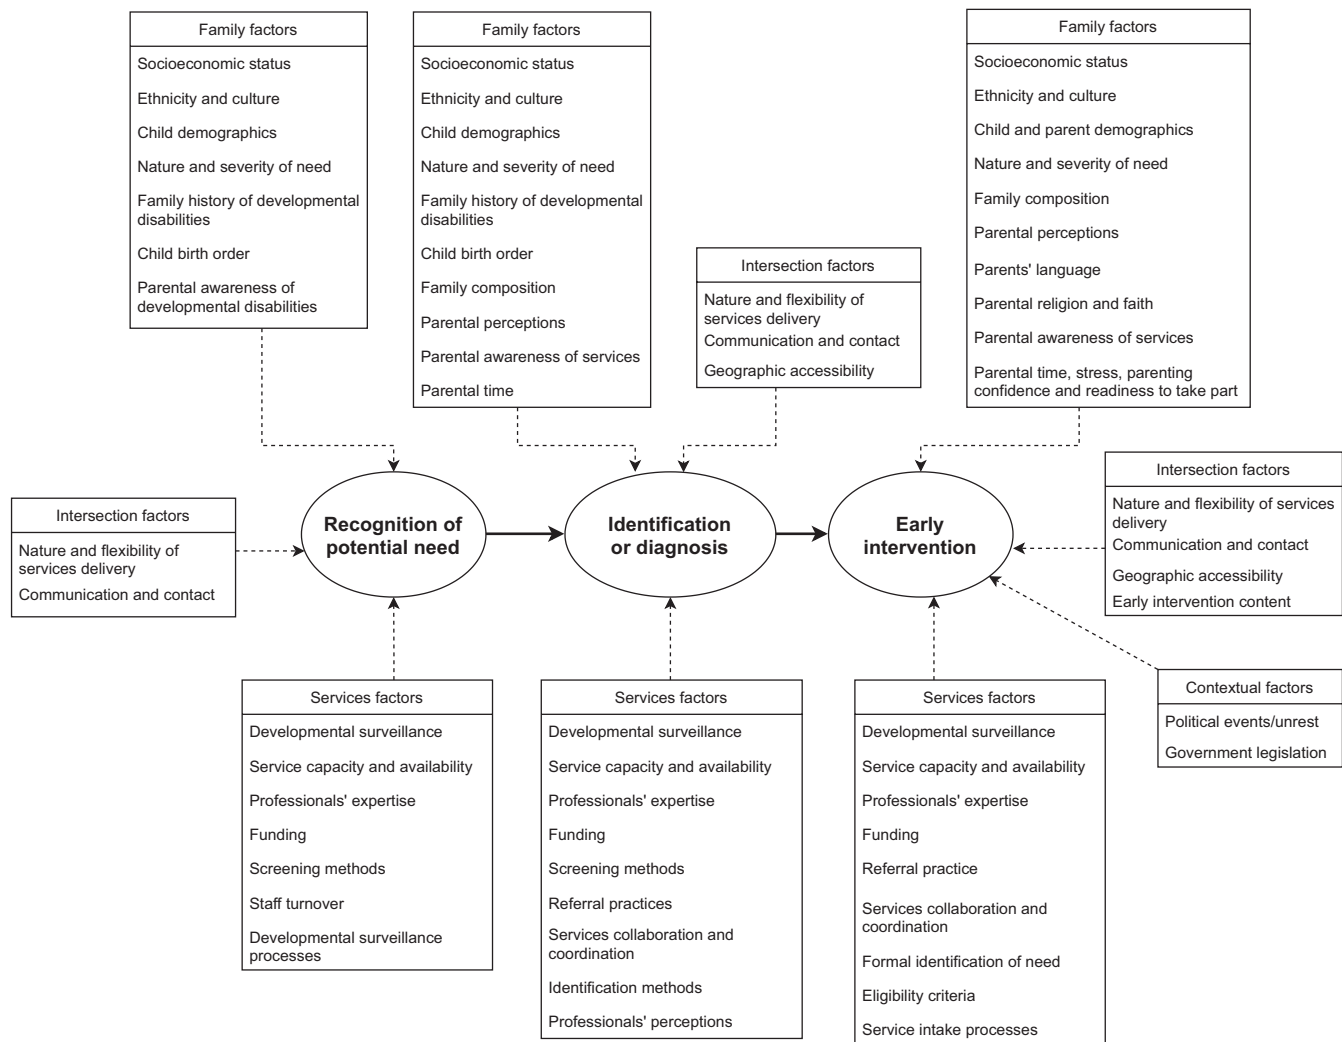 Family factors
Socioeconomic status
Ethnicity and culture
Child demographics
Nature and severity of need
Family history of developmental
disabilities
Child birth order
Parental awareness of
developmental disabilities
Family factors
Socioeconomic status
Ethnicity and culture
Child demographics
Nature and severity of need
Family history of developmental
disabilities
Child birth order
Family composition
Parental perceptions
Parental awareness of services
Parental time
Intersection factors
Nature and flexibility of
services delivery
Communication and contact
Geographic accessibility
Family factors
Socioeconomic status
Ethnicity and culture
Child and parent demographics
Nature and severity of need
Family composition
Parental perceptions
Parents' language
Parental religion and faith
Parental awareness of services
Parental time, stress, parenting
confidence and readiness to take part
Intersection factors
Nature and flexibility of
services delivery
Communication and contact
Recognition of
potential need
Identification
or diagnosis
Early
intervention
Intersection factors
Nature and flexibility of services
delivery
Communication and contact
Geographic accessibility
Early intervention content
Contextual factors
Political events/unrest
Government legislation
Services factors
Developmental surveillance
Service capacity and availability
Professionals' expertise
Funding
Screening methods
Staff turnover
Developmental surveillance
processes
Services factors
Developmental surveillance
Service capacity and availability
Professionals' expertise
Funding
Screening methods
Referral practices
Services collaboration and
coordination
Identification methods
Professionals' perceptions
Services factors
Developmental surveillance
Service capacity and availability
Professionals' expertise
Funding
Referral practice
Services collaboration and
coordination
Formal identification of need
Eligibility criteria
Service intake processes